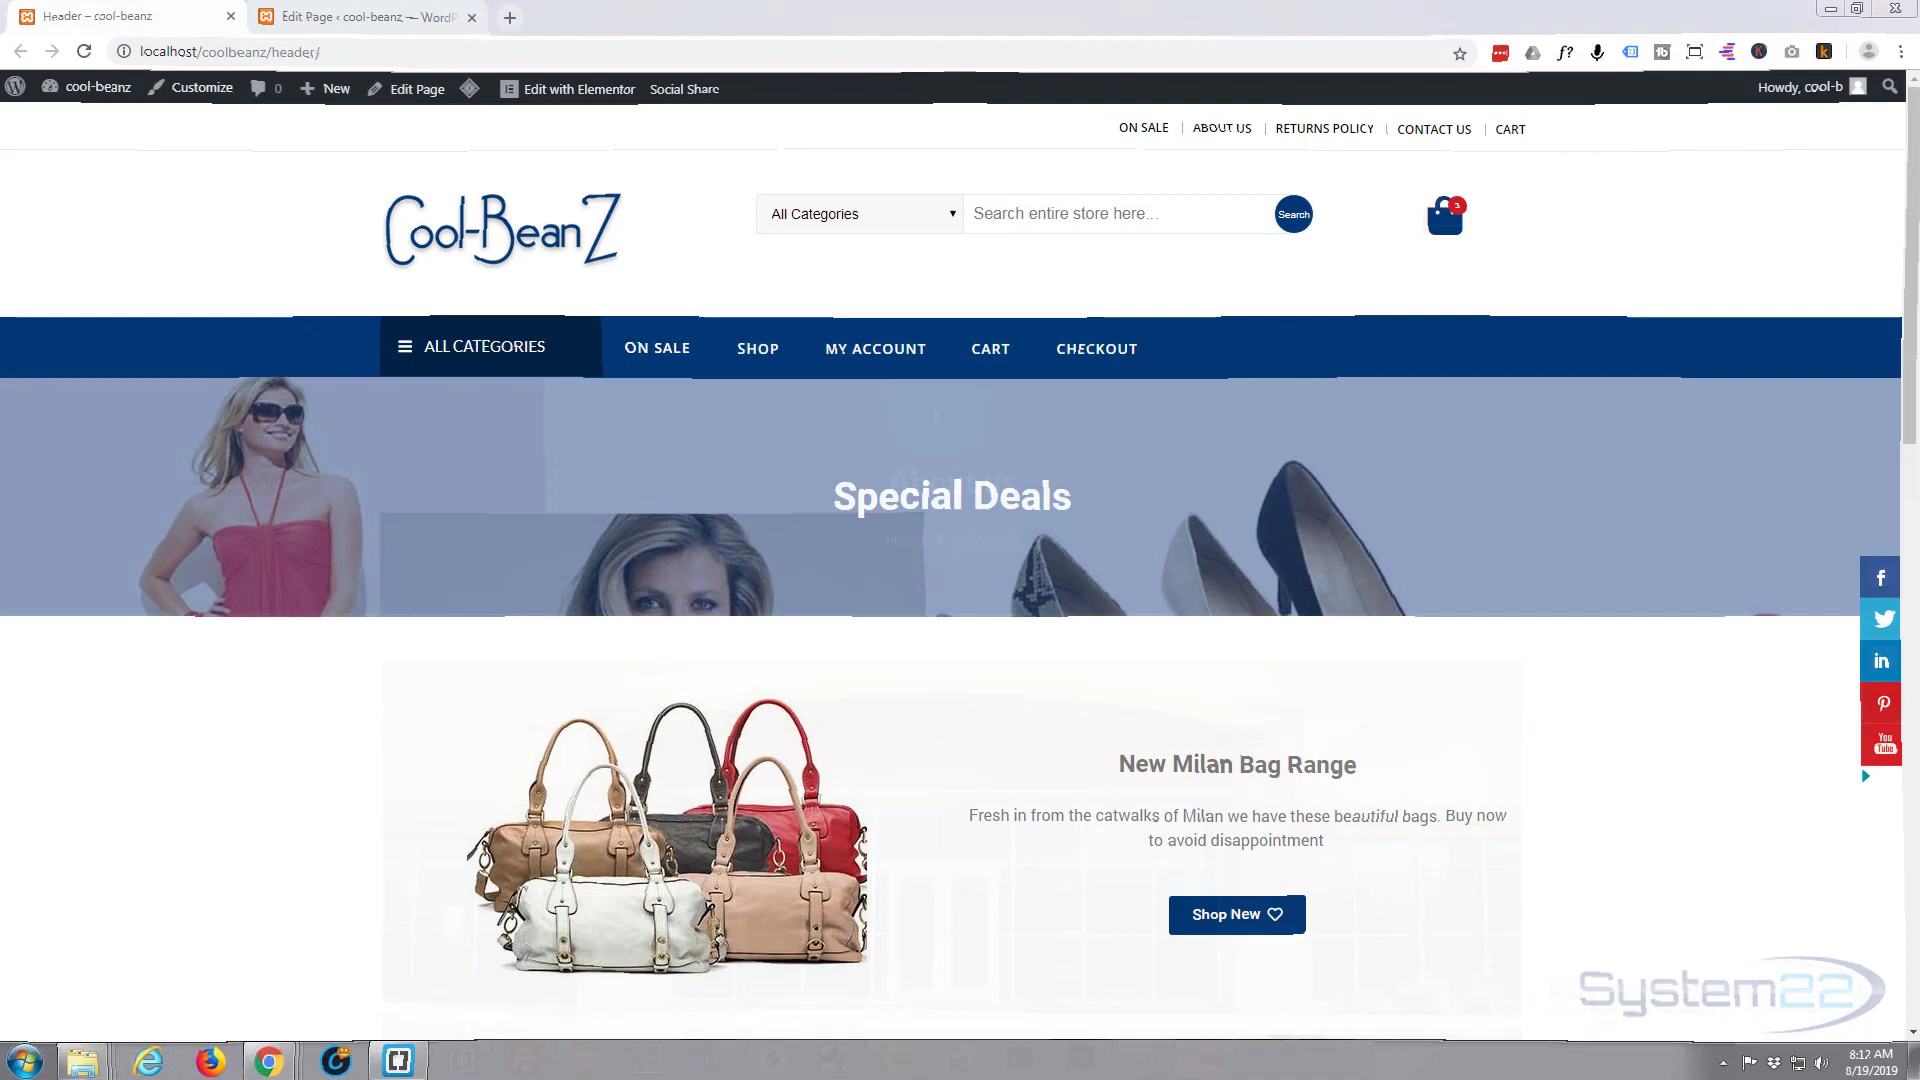 Header – cool-beanz
Edit Page ‹ cool-beanz — WordP
localhost/coolbeanz/header/
cool-beanz
Customize
0
New
Edit Page
Edit with Elementor
Social Share
Howdy, cool-b
ON SALE
ABOUT US
RETURNS POLICY
CONTACT US
CART
Cool-BeanZ
All Categories
Search entire store here...
Search
3
ALL CATEGORIES
ON SALE
SHOP
MY ACCOUNT
CART
CHECKOUT
Special Deals
You
Tube
New Milan Bag Range
Fresh in from the catwalks of Milan we have these beautiful bags. Buy now
to avoid disappointment
Shop New
System22
8:12 AM
8/19/2019